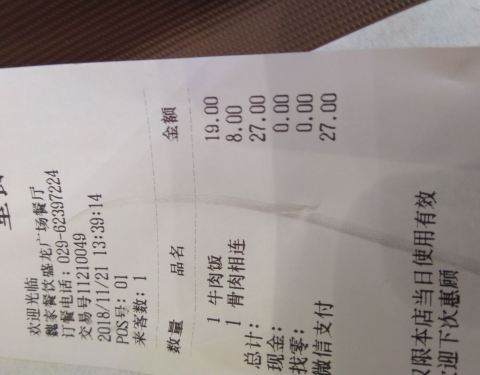 欢迎光临
魏家餐饮盛龙广场餐厅
订餐电话：029-62397224
交易号11210049
2018/11/21 13:39:14
POS号：01
来客数：1
数量 品名 金额
1 牛肉饭 19.00
1 骨肉相连 8.00
总计： 27.00
现金： 0.00
找零： 0.00
微信支付 27.00
仅限本店当日使用有效
迎下次惠顾